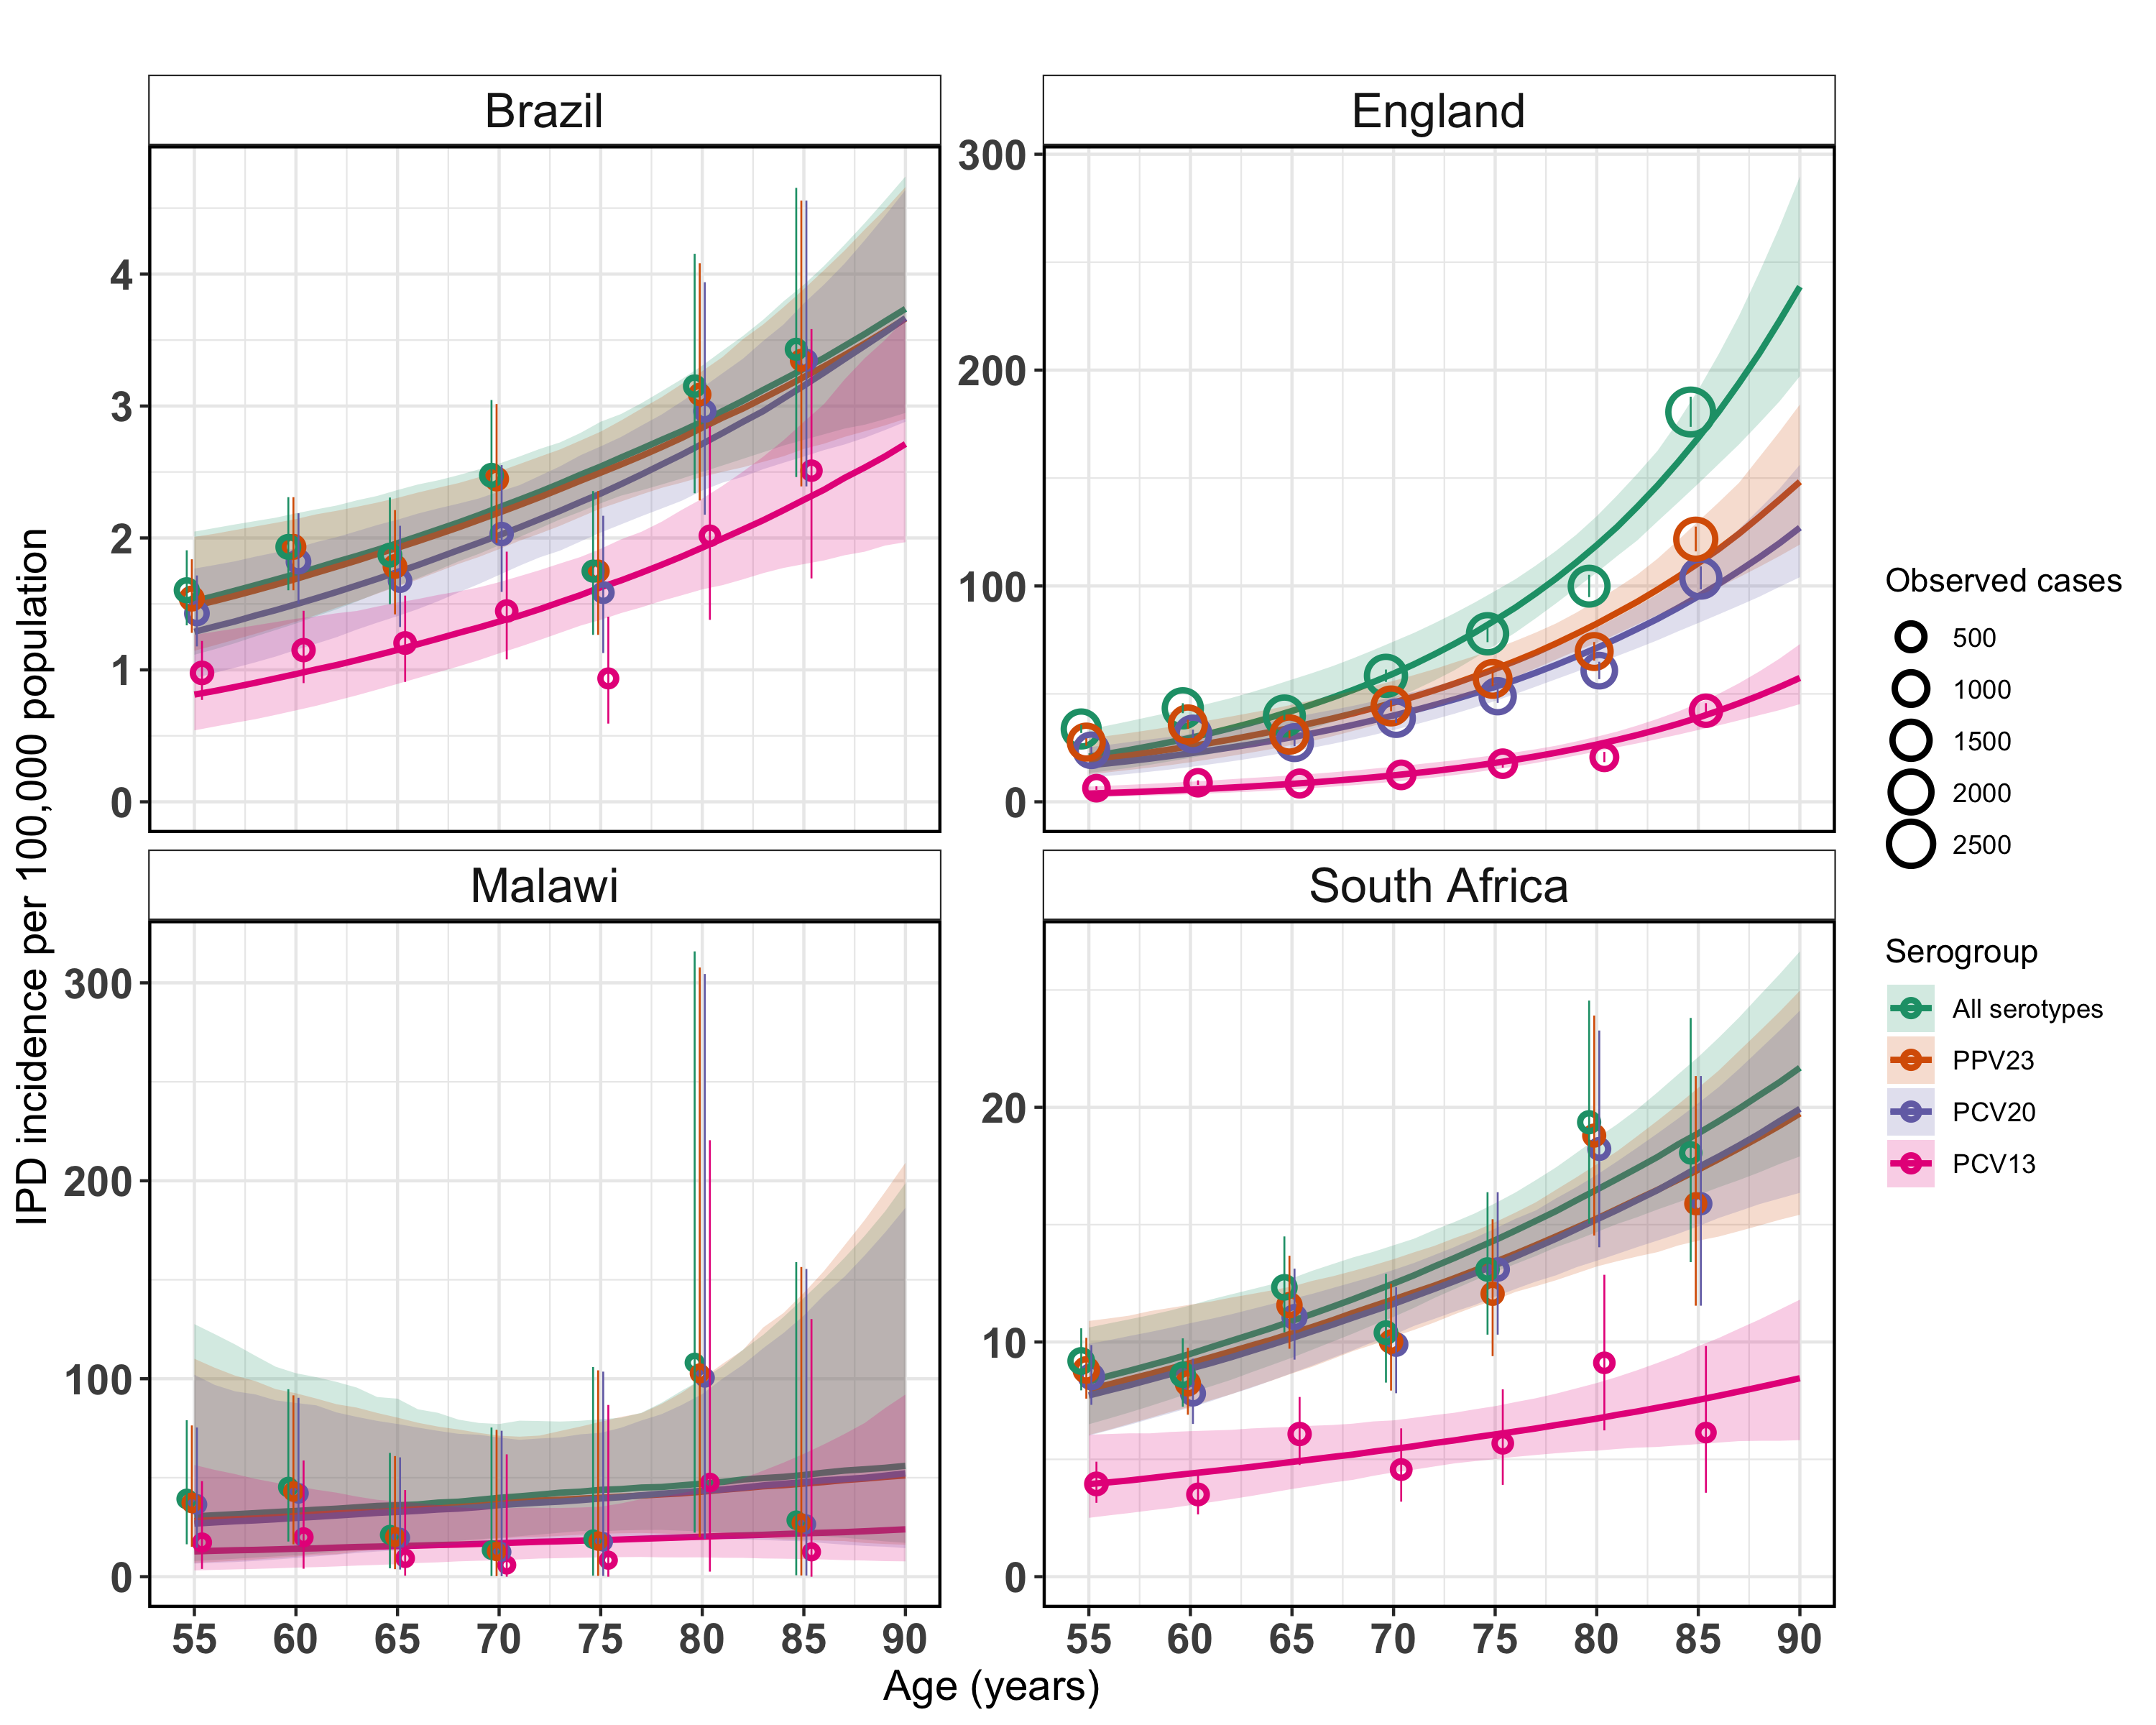 Brazil
England
IPD incidence per 100,000 population
4
3
2
1
0
300
200
100
0
Malawi
South Africa
300
200
100
0
20
10
0
55 60 65 70 75 80 85 90
55 60 65 70 75 80 85 90
Age (years)
Observed cases
500
1000
1500
2000
2500
Serogroup
All serotypes
PPV23
PCV20
PCV13